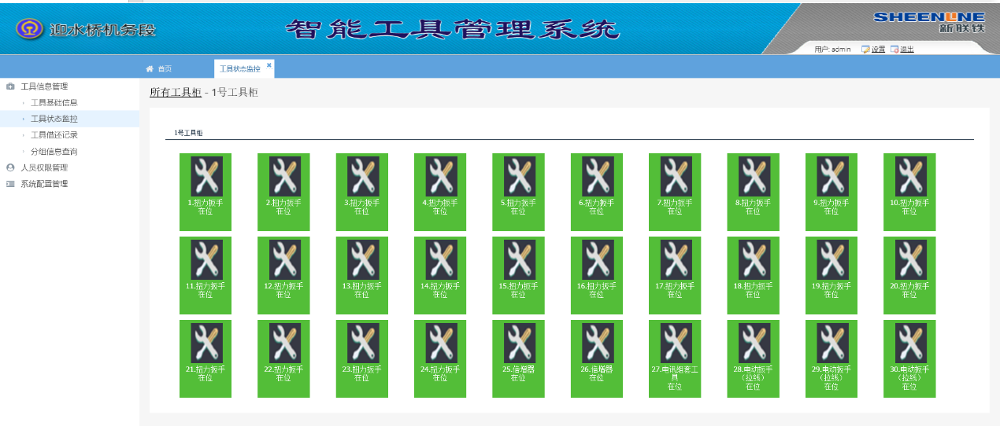 迎水桥机务段
智能工具管理系统
SHEENLINE
新联铁
用户: admin 设置 退出
首页 工具状态监控
工具信息管理
工具基础信息
工具状态监控
工具借还记录
分组信息查询
人员权限管理
系统配置管理
所有工具柜 - 1号工具柜
1号工具柜
1.扭力扳手
在位
2.扭力扳手
在位
3.扭力扳手
在位
4.扭力扳手
在位
5.扭力扳手
在位
6.扭力扳手
在位
7.扭力扳手
在位
8.扭力扳手
在位
9.扭力扳手
在位
10.扭力扳手
在位
11.扭力扳手
在位
12.扭力扳手
在位
13.扭力扳手
在位
14.扭力扳手
在位
15.扭力扳手
在位
16.扭力扳手
在位
17.扭力扳手
在位
18.扭力扳手
在位
19.扭力扳手
在位
20.扭力扳手
在位
21.扭力扳手
在位
22.扭力扳手
在位
23.扭力扳手
在位
24.扭力扳手
在位
25.倍增器
在位
26.倍增器
在位
27.电讯组套工
具
在位
28.电动扳手
（拉线）
在位
29.电动扳手
（拉线）
在位
30.电动扳手
（拉线）
在位